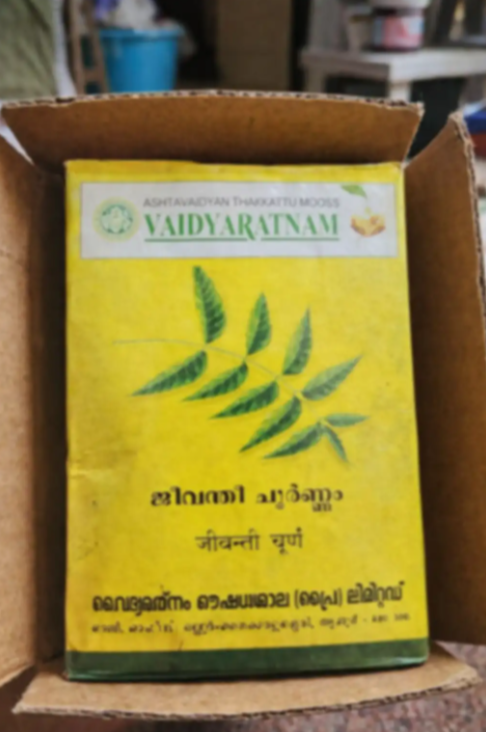 ASHTAVAIDYAN THAIKKATTU MOOSS
VAIDYARATNAM
ജീവന്തീ ചൂർണ്ണം
जीवन्ती चूर्ण
വൈദ്യരത്നം ഔഷധശാല (പ്രൈ) ലിമിറ്റഡ്